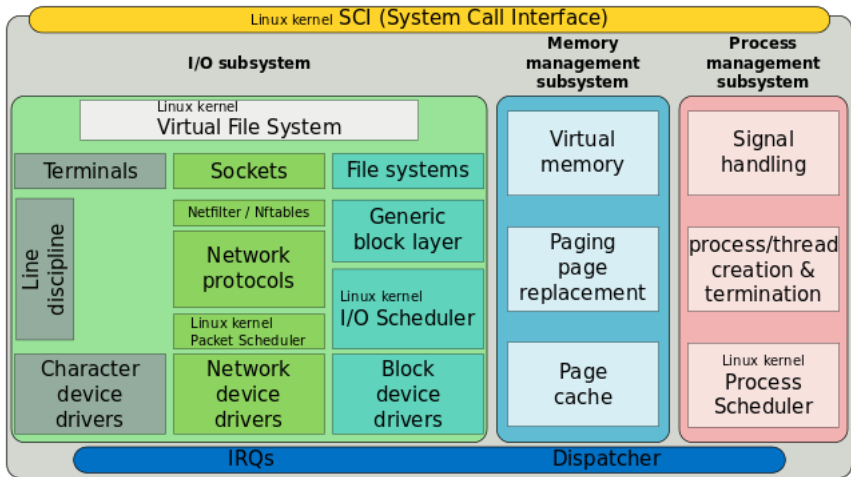 Linux kernel SCI (System Call Interface)
I/O subsystem
Memory
management
subsystem
Process
management
subsystem
Linux kernel
Virtual File System
Terminals
Sockets
File systems
Line
discipline
Netfilter / Nftables
Network
protocols
Linux kernel
Packet Scheduler
Generic
block layer
Linux kernel
I/O Scheduler
Character
device
drivers
Network
device
drivers
Block
device
drivers
Virtual
memory
Paging
page
replacement
Page
cache
Signal
handling
process/thread
creation &
termination
Linux kernel
Process
Scheduler
IRQs
Dispatcher